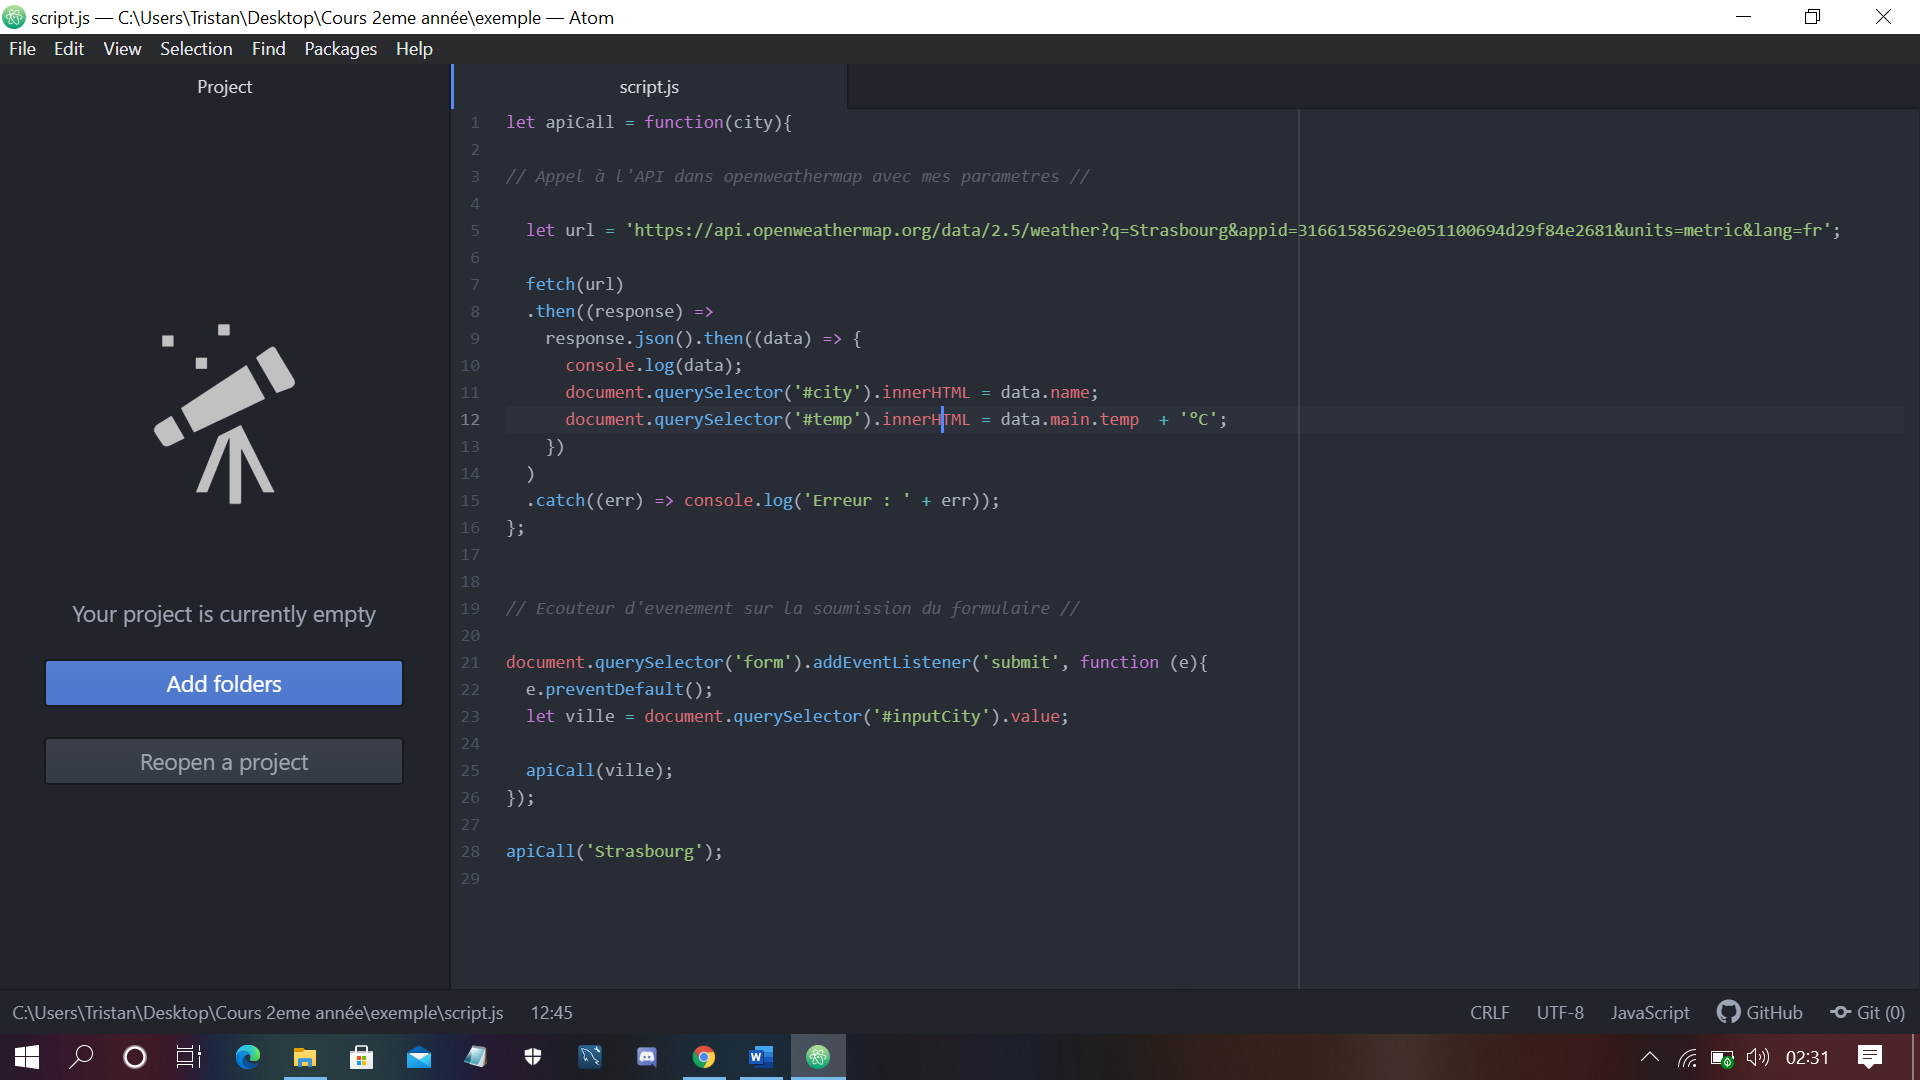 script.js — C:\Users\Tristan\Desktop\Cours 2eme année\exemple — Atom
File Edit View Selection Find Packages Help
Project
script.js
1 let apiCall = function(city){
2
3 // Appel à l'API dans openweathermap avec mes parametres //
4
5 let url = 'https://api.openweathermap.org/data/2.5/weather?q=Strasbourg&appid=31661585629e051100694d29f84e2681&units=metric&lang=fr';
6
7 fetch(url)
8 .then((response) =>
9 response.json().then((data) => {
10 console.log(data);
11 document.querySelector('#city').innerHTML = data.name;
12 document.querySelector('#temp').innerHTML = data.main.temp  + '°C';
13 })
14 )
15 .catch((err) => console.log('Erreur : ' + err));
16 };
17
18
19 // Ecouteur d'evenement sur la soumission du formulaire //
20
21 document.querySelector('form').addEventListener('submit', function (e){
22 e.preventDefault();
23 let ville = document.querySelector('#inputCity').value;
24
25 apiCall(ville);
26 });
27
28 apiCall('Strasbourg');
29
Your project is currently empty
Add folders
Reopen a project
C:\Users\Tristan\Desktop\Cours 2eme année\exemple\script.js 12:45 CRLF UTF-8 JavaScript GitHub Git (0)
02:31